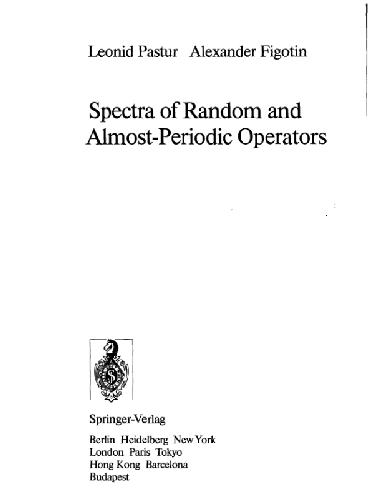 Leonid Pastur Alexander Figotin
Spectra of Random and
Almost-Periodic Operators
Springer-Verlag
Berlin Heidelberg New York
London Paris Tokyo
Hong Kong Barcelona
Budapest